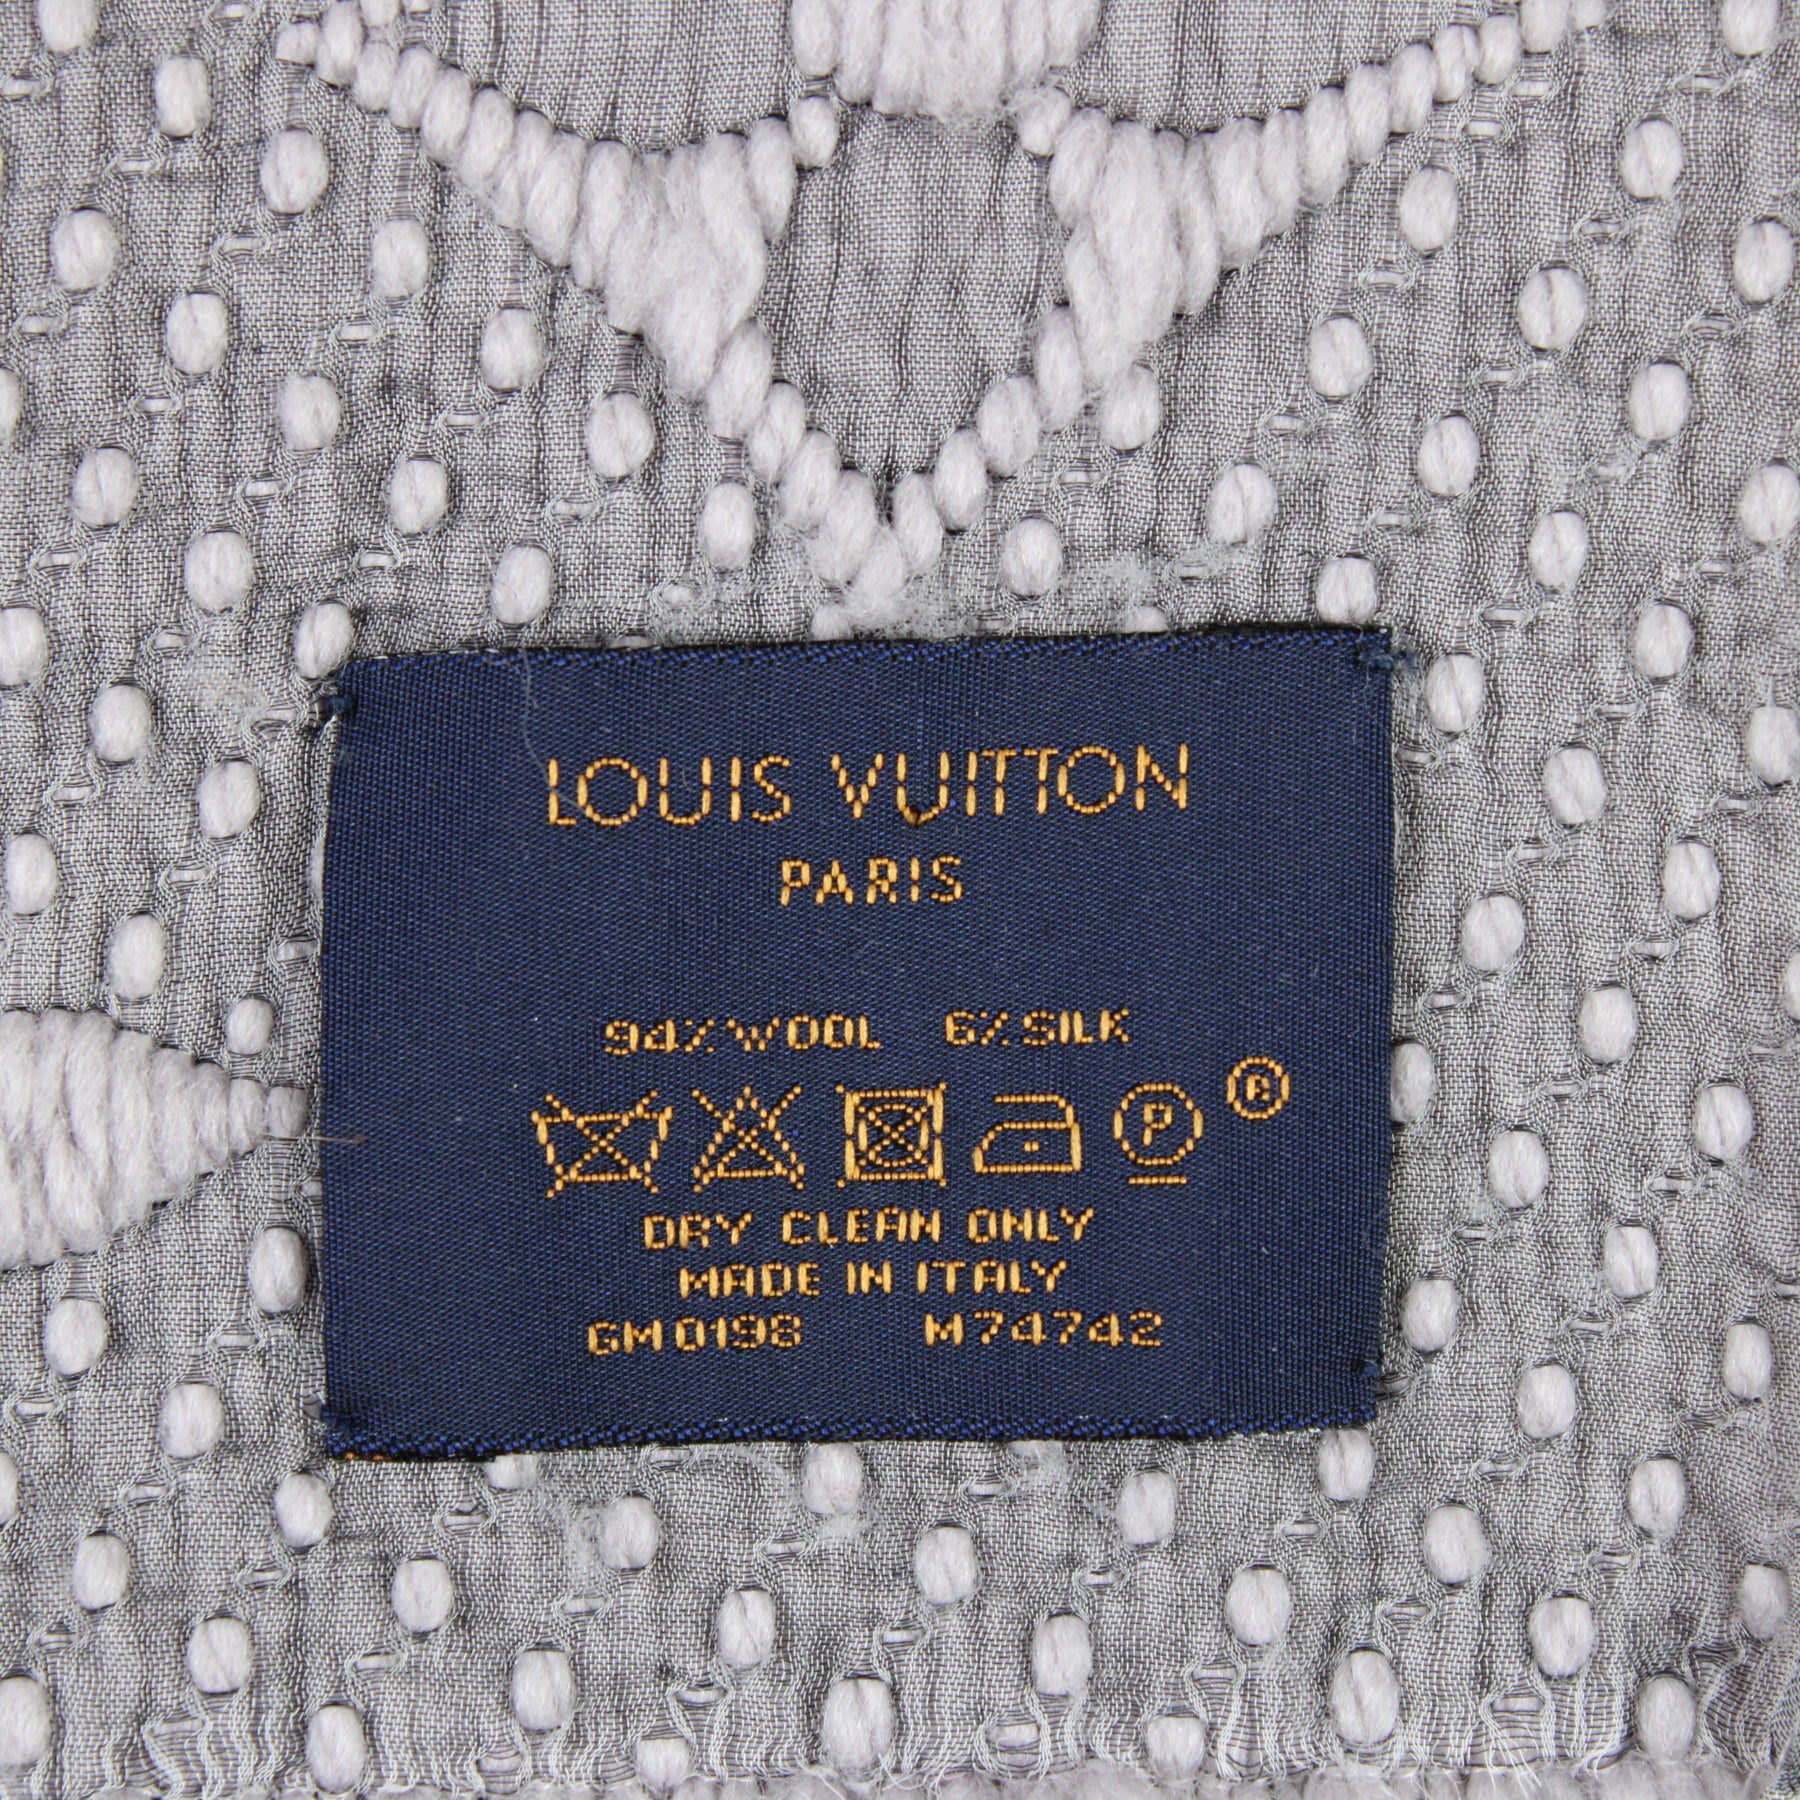 LOUIS VUITTON
PARIS
94% WOOL 6% SILK
P ®
DRY CLEAN ONLY
MADE IN ITALY
GM0198 M74742